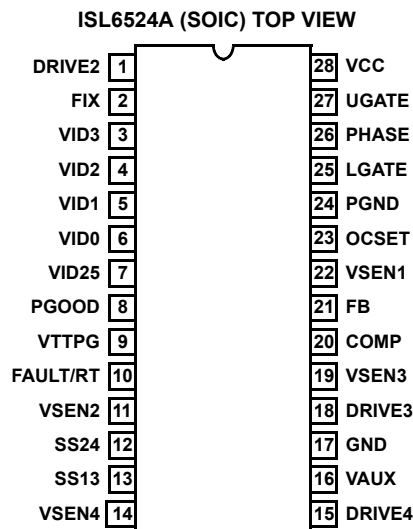 ISL6524A (SOIC) TOP VIEW
DRIVE2 1 28 VCC
FIX 2 27 UGATE
VID3 3 26 PHASE
VID2 4 25 LGATE
VID1 5 24 PGND
VID0 6 23 OCSET
VID25 7 22 VSEN1
PGOOD 8 21 FB
VTTPG 9 20 COMP
FAULT/RT 10 19 VSEN3
VSEN2 11 18 DRIVE3
SS24 12 17 GND
SS13 13 16 VAUX
VSEN4 14 15 DRIVE4